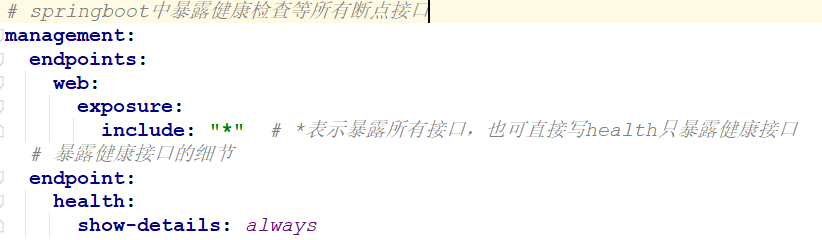 # springboot中暴露健康检查等所有断点接口
management:
  endpoints:
    web:
      exposure:
        include: "*"  # *表示暴露所有接口，也可直接写health只暴露健康接口
  # 暴露健康接口的细节
  endpoint:
    health:
      show-details: always